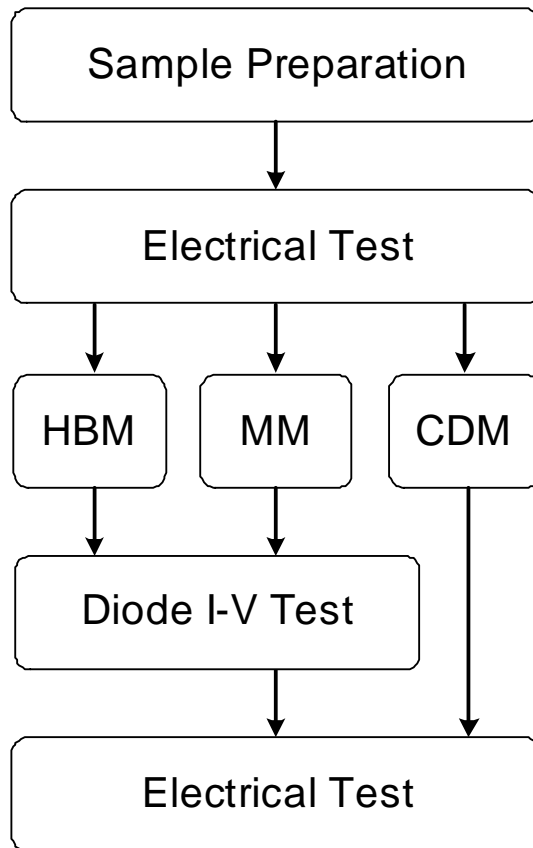 Sample Preparation
Electrical Test
HBM
MM
CDM
Diode I-V Test
Electrical Test